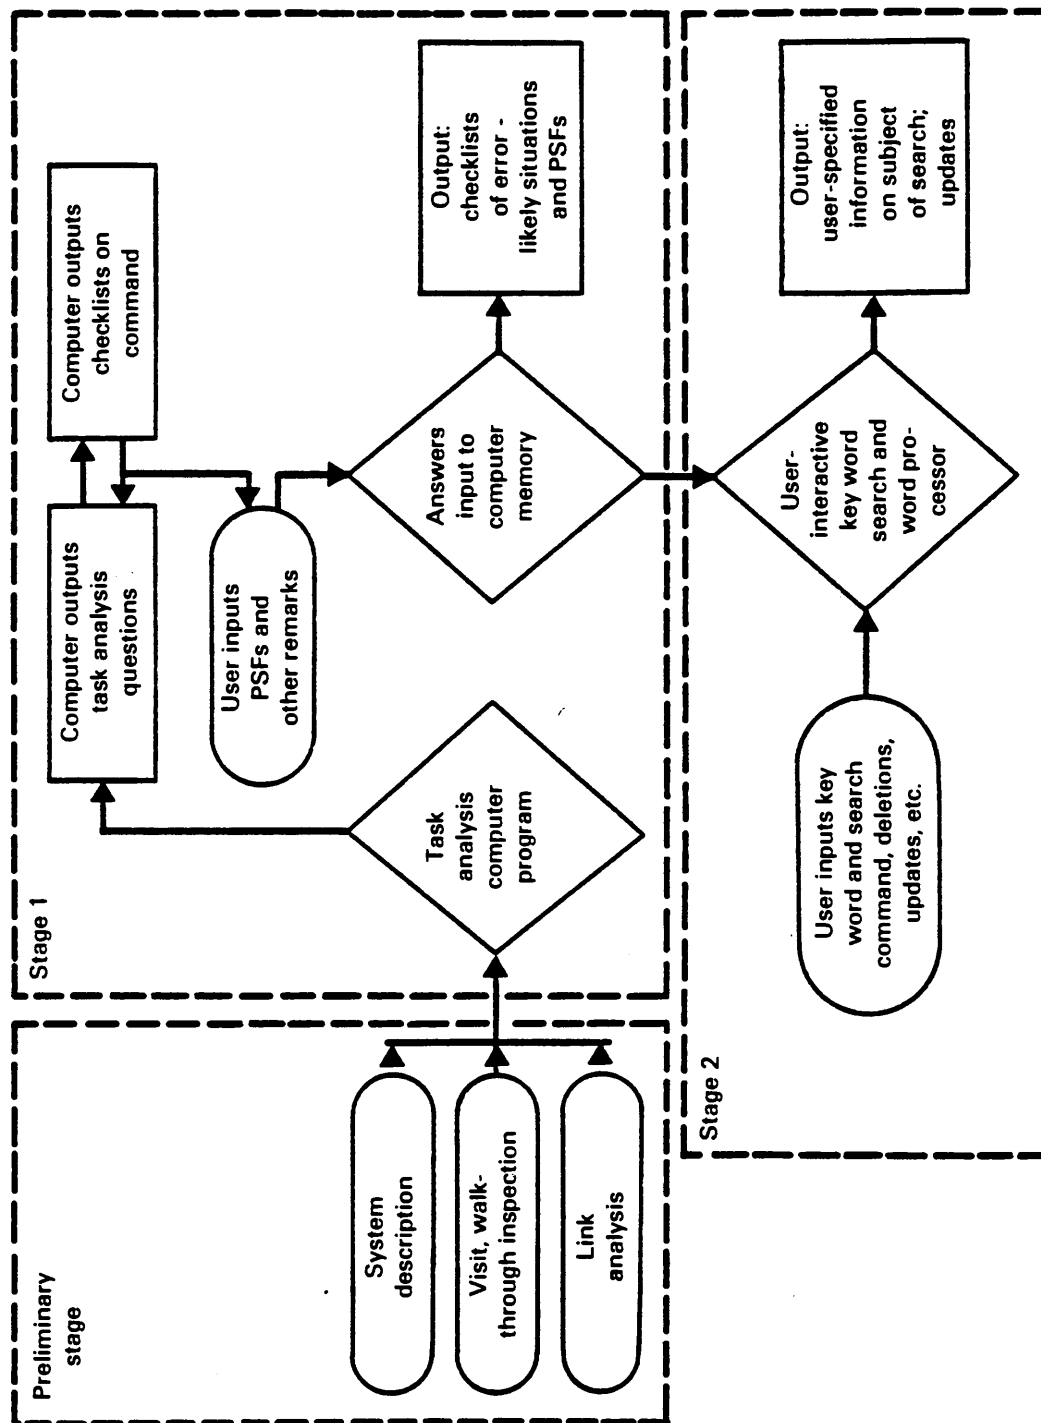 Preliminary
stage
System
description
Visit, walk-
through inspection
Link
analysis
Stage 1
Task
analysis
computer
program
Computer outputs
task analysis
questions
Computer outputs
checklists on
command
User inputs
PSFs and
other remarks
Answers
input to
computer
memory
Output:
checklists
of error -
likely situations
and PSFs
Stage 2
User inputs key
word and search
command, deletions,
updates, etc.
User-
interactive
key word
search and
word pro-
cessor
Output:
user-specified
information
on subject
of search;
updates